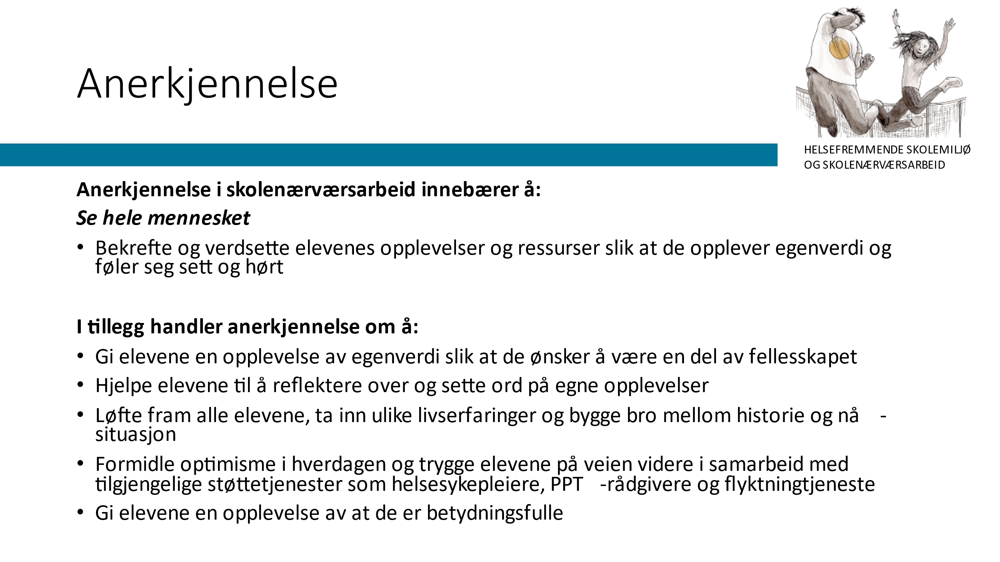 Anerkjennelse
HELSEFREMMENDE SKOLEMILJØ
OG SKOLENÆRVÆRSARBEID
Anerkjennelse i skolenærværsarbeid innebærer å:
Se hele mennesket
• Bekrefte og verdsette elevenes opplevelser og ressurser slik at de opplever egenverdi og
føler seg sett og hørt
I tillegg handler anerkjennelse om å:
• Gi elevene en opplevelse av egenverdi slik at de ønsker å være en del av fellesskapet
• Hjelpe elevene til å reflektere over og sette ord på egne opplevelser
• Løfte fram alle elevene, ta inn ulike livserfaringer og bygge bro mellom historie og nå -
situasjon
• Formidle optimisme i hverdagen og trygge elevene på veien videre i samarbeid med
tilgjengelige støttetjenester som helsesykepleiere, PPT -rådgivere og flyktningtjeneste
• Gi elevene en opplevelse av at de er betydningsfulle